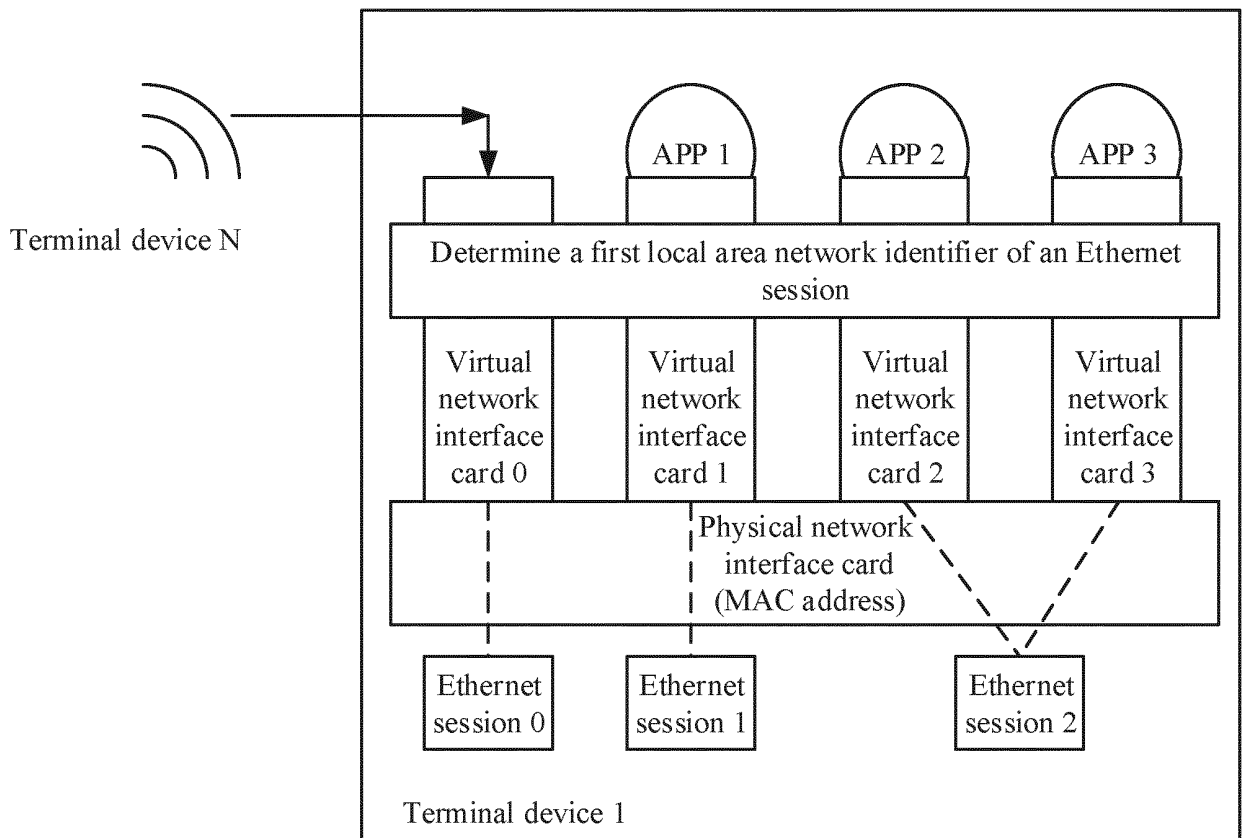 APP 1
APP 2
APP 3
Terminal device N
Determine a first local area network identifier of an Ethernet
session
Virtual
network
interface
card 0
Virtual
network
interface
card 1
Virtual
network
interface
card 2
Virtual
network
interface
card 3
Physical network
interface card
(MAC address)
Ethernet
session 0
Ethernet
session 1
Ethernet
session 2
Terminal device 1